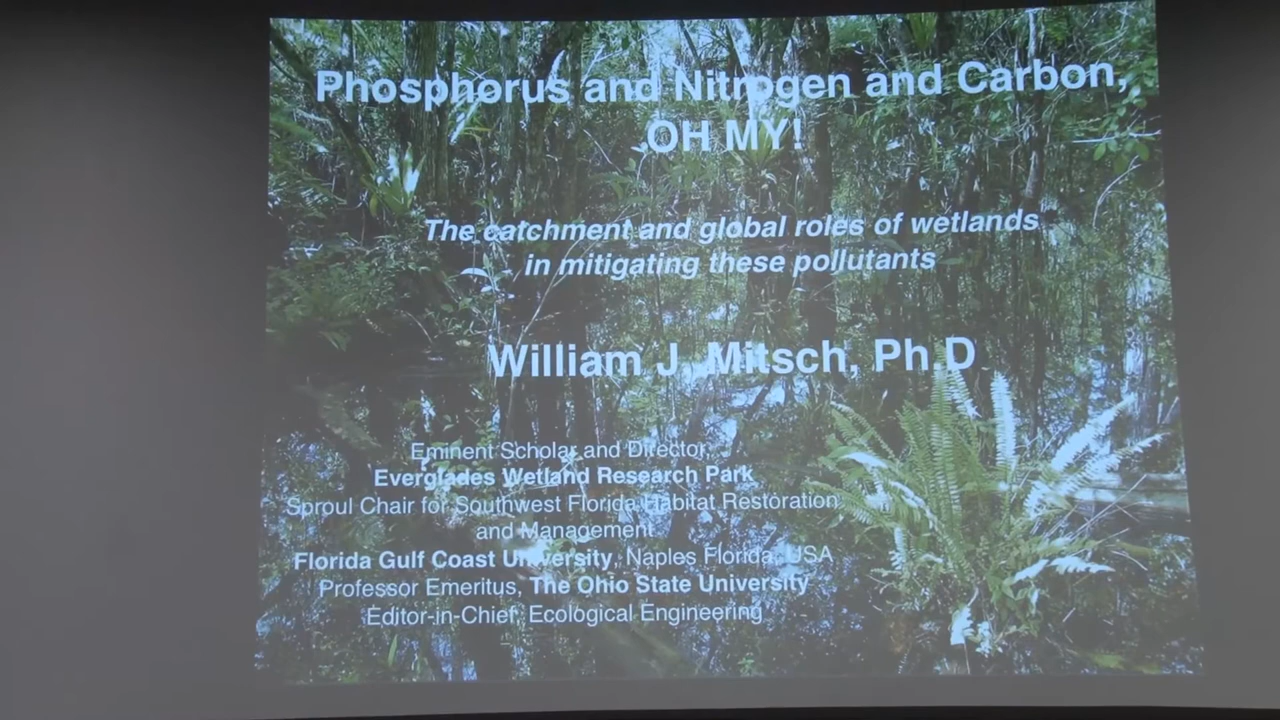 Phosphorus and Nitrogen and Carbon,
OH MY!
The catchment and global roles of wetlands
in mitigating these pollutants
William J. Mitsch, Ph.D
Eminent Scholar and Director,
Everglades Wetland Research Park
Sproul Chair for Southwest Florida Habitat Restoration
and Management
Florida Gulf Coast University, Naples Florida, USA
Professor Emeritus, The Ohio State University
Editor-in-Chief, Ecological Engineering